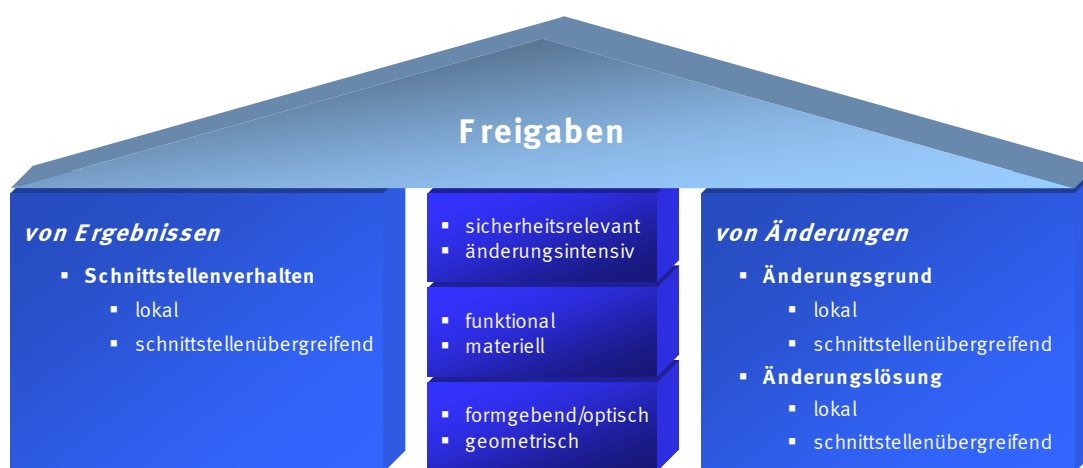 Freigaben
von Ergebnissen
▪ Schnittstellenverhalten
▪ lokal
▪ schnittstellenübergreifend
▪ sicherheitsrelevant
▪ änderungsintensiv
▪ funktional
▪ materiell
▪ formgebend/optisch
▪ geometrisch
von Änderungen
▪ Änderungsgrund
▪ lokal
▪ schnittstellenübergreifend
▪ Änderungslösung
▪ lokal
▪ schnittstellenübergreifend